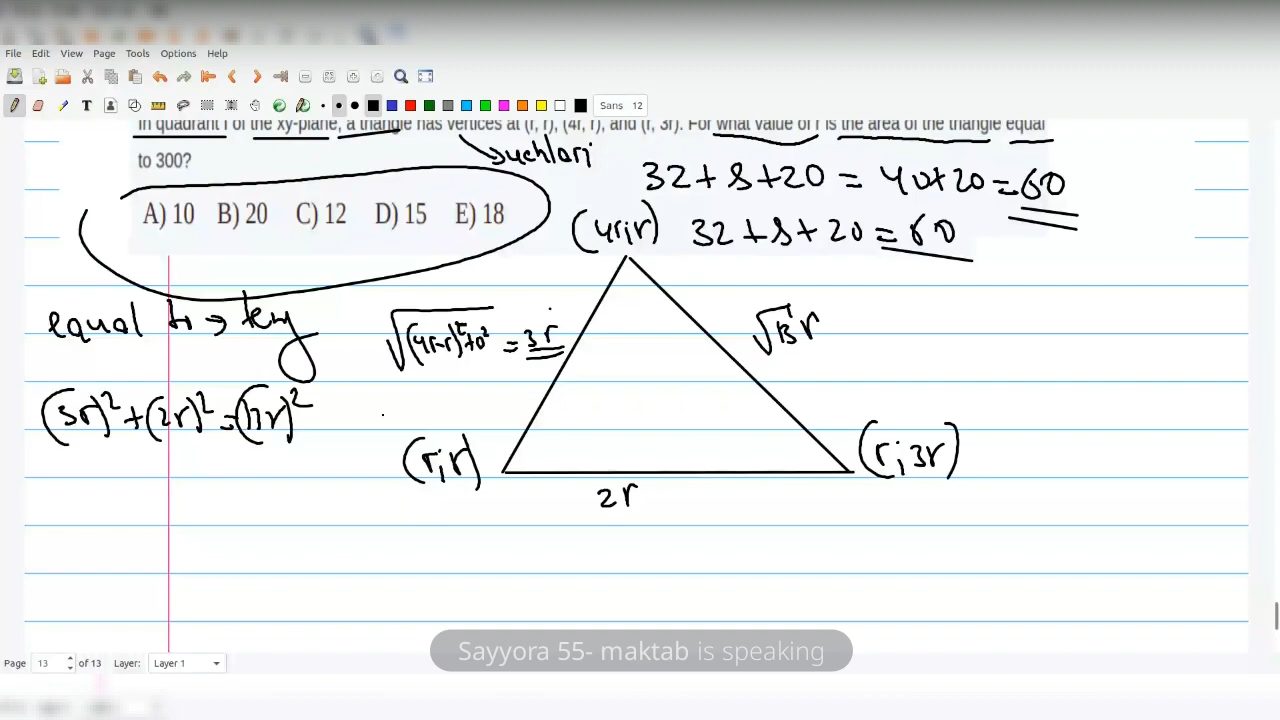 File Edit View Page Tools Options Help
Sans 12
In quadrant I of the xy-plane, a triangle has vertices at (r, r), (4r, r), and (r, 3r). For what value of r is the area of the triangle equal
to 300?
uchlari
32+8+20 = 40+20 = 60
A) 10 B) 20 C) 12 D) 15 E) 18
(4r;r) 32+8+20 = 60
equal to → teng
√(4r-r)²+0² = 3r
√13 r
(3r)²+(2r)²=(13r)²
(r;r)
(r;3r)
2r
Sayyora 55- maktab is speaking
Page 13 of 13 Layer: Layer 1